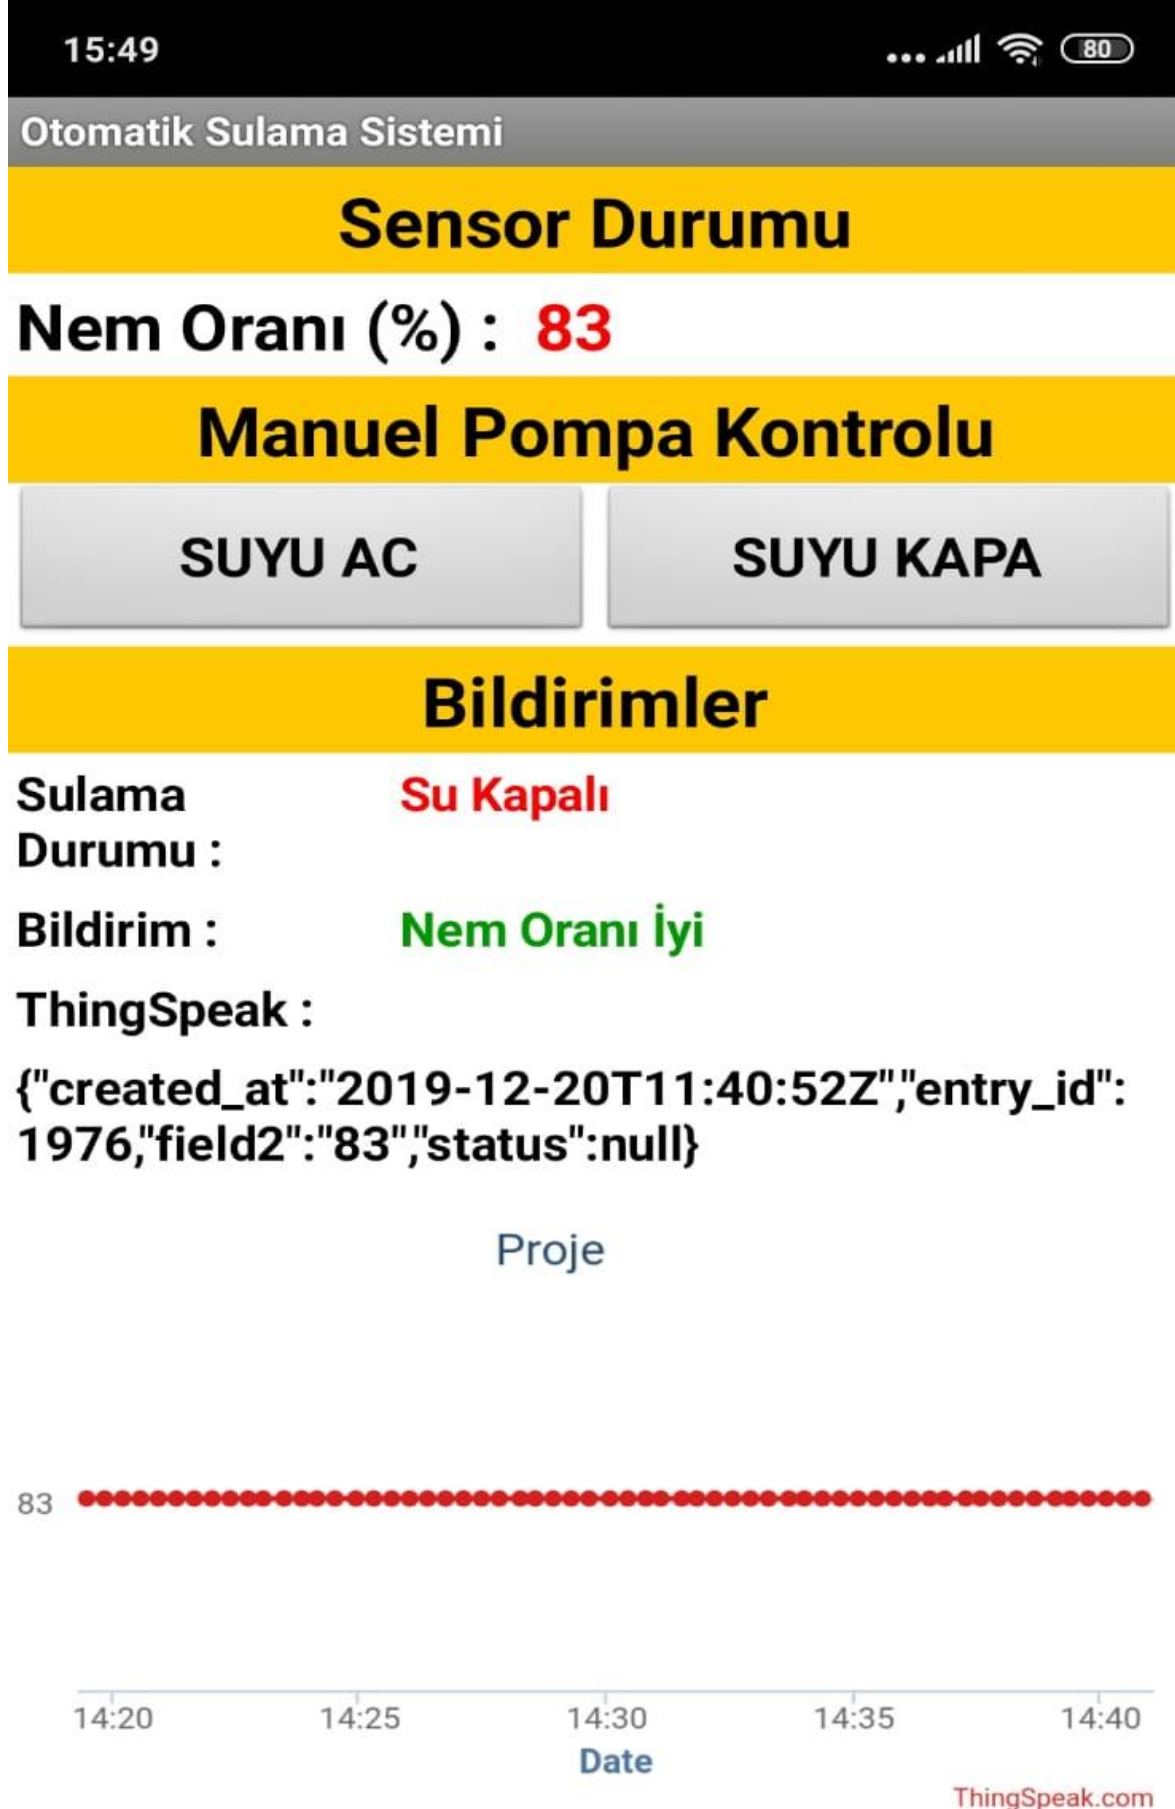 15:49
80
Otomatik Sulama Sistemi
Sensor Durumu
Nem Oranı (%) : 83
Manuel Pompa Kontrolu
SUYU AC
SUYU KAPA
Bildirimler
Sulama Durumu :
Su Kapalı
Bildirim :
Nem Oranı İyi
ThingSpeak :
{"created_at":"2019-12-20T11:40:52Z","entry_id":
1976,"field2":"83","status":null}
Proje
83
14:20
14:25
14:30
14:35
14:40
Date
ThingSpeak.com